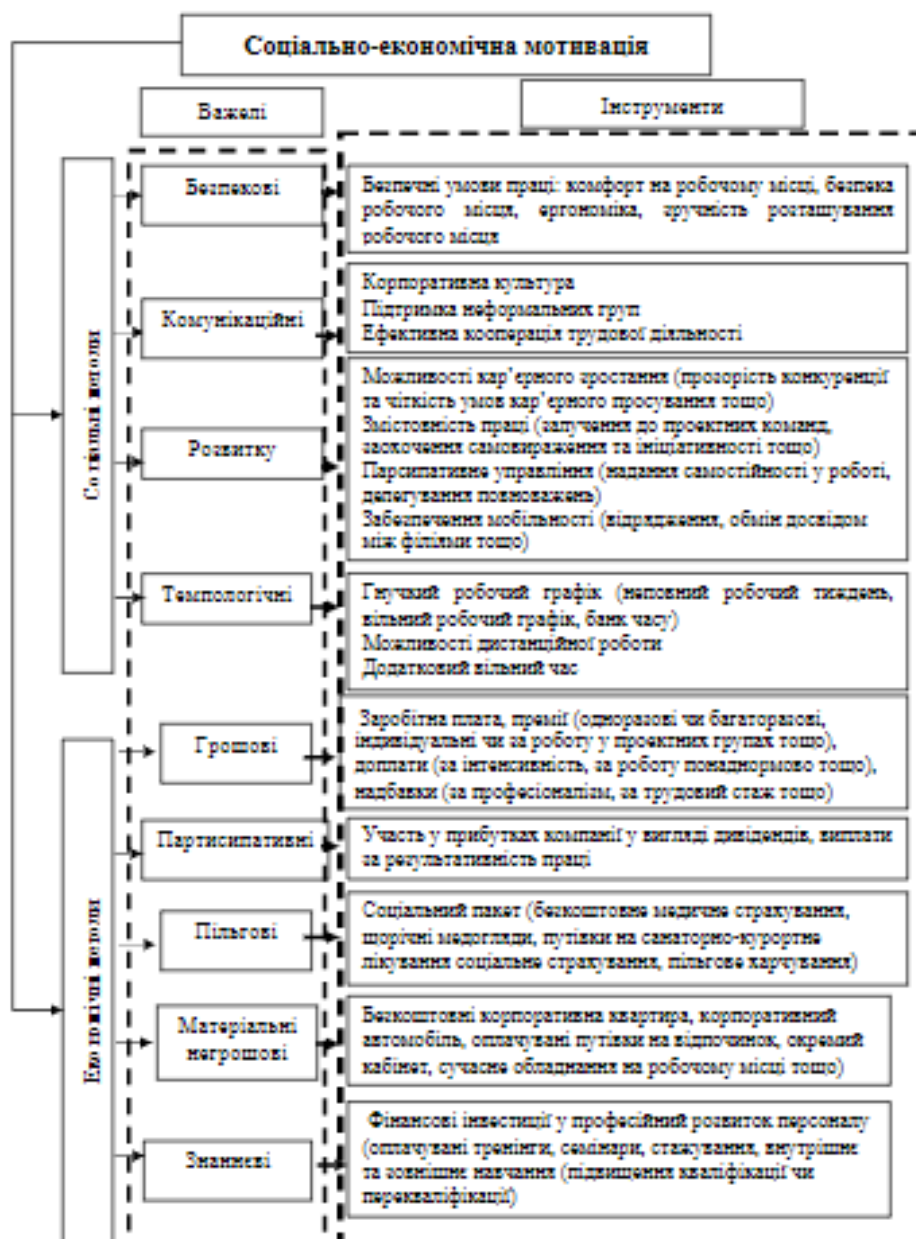 Соціально-економічна мотивація
Важелі
Інструменти
Соціальні методи
Безпекові
Безпечні умови праці: комфорт на робочому місці, безпека
робочого місця, ергономіка, зручність розташування
робочого місця
Комунікаційні
Корпоративна культура
Підтримка неформальних груп
Ефективна кооперація трудової діяльності
Розвитку
Можливості кар’єрного зростання (прозорість конкуренції
та чіткість умов кар’єрного просування тощо)
Змістовність праці (залучення до проектних команд,
заохочення самовираження та ініціативності тощо)
Парсипативне управління (надання самостійності у роботі,
делегування повноважень)
Забезпечення мобільності (відрядження, обмін досвідом
між філіями тощо)
Темпологічні
Гнучкий робочий графік (неповний робочий тиждень,
вільний робочий графік, банк часу)
Можливості дистанційної роботи
Додатковий вільний час
Економічні методи
Грошові
Заробітна плата, премії (одноразові чи багаторазові,
індивідуальні чи за роботу у проектних групах тощо),
доплати (за інтенсивність, за роботу понаднормово тощо),
надбавки (за професіоналізм, за трудовий стаж тощо)
Партисипативні
Участь у прибутках компанії у вигляді дивідендів, виплати
за результативність праці
Пільгові
Соціальний пакет (безкоштовне медичне страхування,
щорічні медогляди, путівки на санаторно-курортне
лікування соціальне страхування, пільгове харчування)
Матеріальні
негрошові
Безкоштовні корпоративна квартира, корпоративний
автомобіль, оплачувані путівки на відпочинок, окремий
кабінет, сучасне обладнання на робочому місці тощо)
Знаннєві
Фінансові інвестиції у професійний розвиток персоналу
(оплачувані тренінги, семінари, стажування, внутрішнє
та зовнішнє навчання (підвищення кваліфікації чи
перекваліфікації)